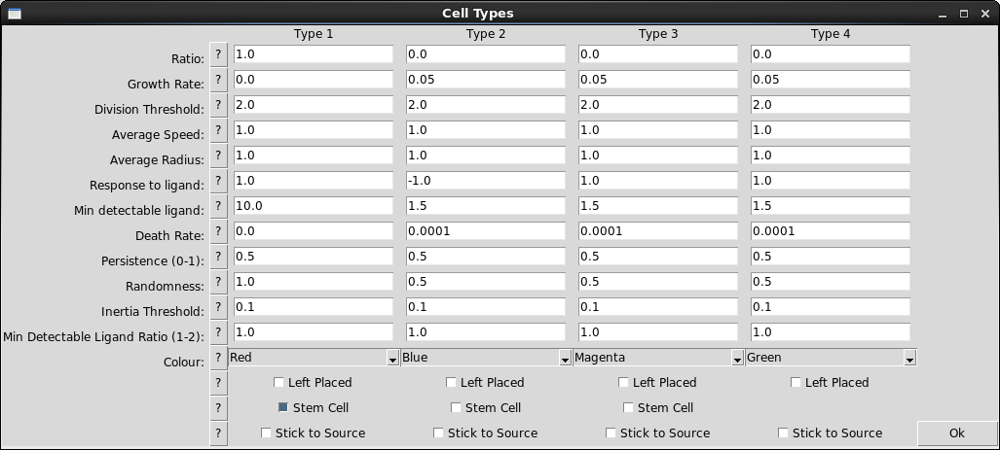 Cell Types
Type 1 Type 2 Type 3 Type 4
Ratio: ? 1.0 0.0 0.0 0.0
Growth Rate: ? 0.0 0.05 0.05 0.05
Division Threshold: ? 2.0 2.0 2.0 2.0
Average Speed: ? 1.0 1.0 1.0 1.0
Average Radius: ? 1.0 1.0 1.0 1.0
Response to ligand: ? 1.0 -1.0 1.0 1.0
Min detectable ligand: ? 10.0 1.5 1.5 1.5
Death Rate: ? 0.0 0.0001 0.0001 0.0001
Persistence (0-1): ? 0.5 0.5 0.5 0.5
Randomness: ? 1.0 0.5 0.5 0.5
Inertia Threshold: ? 0.1 0.1 0.1 0.1
Min Detectable Ligand Ratio (1-2): ? 1.0 1.0 1.0 1.0
Colour: ? Red Blue Magenta Green
? Left Placed Left Placed Left Placed Left Placed
? Stem Cell Stem Cell Stem Cell
? Stick to Source Stick to Source Stick to Source Stick to Source Ok